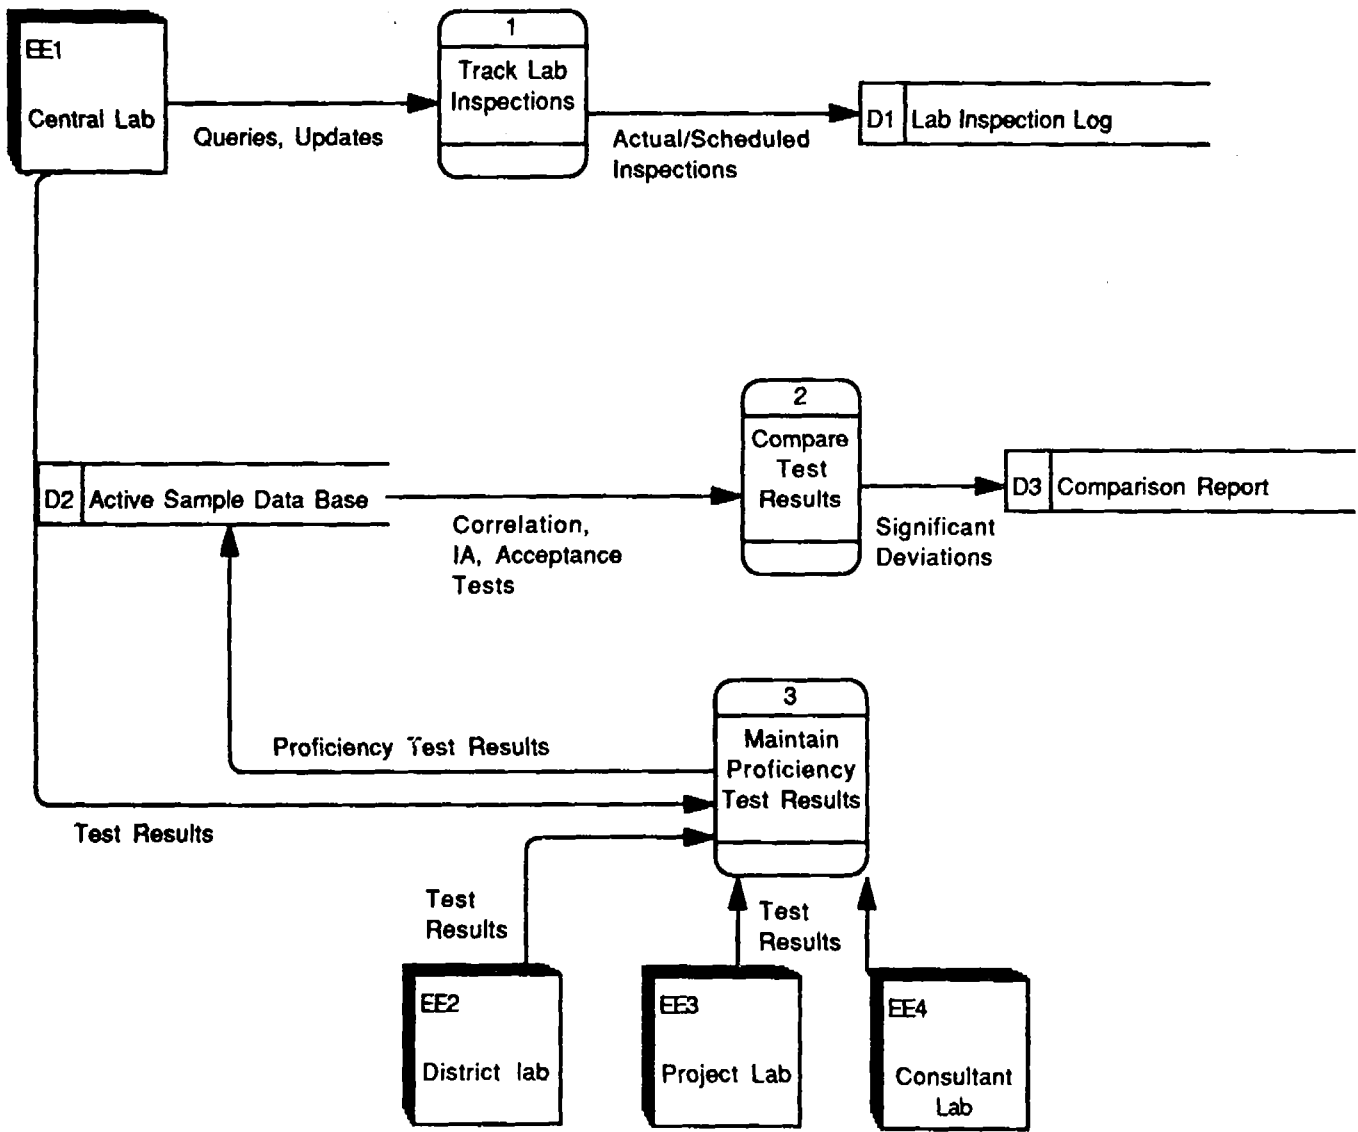 EE1
Central Lab
Queries, Updates
1
Track Lab
Inspections
Actual/Scheduled
Inspections
D1 Lab Inspection Log
2
Compare
Test
Results
D2 Active Sample Data Base
Correlation,
IA, Acceptance
Tests
Significant
Deviations
D3 Comparison Report
3
Maintain
Proficiency
Test Results
Proficiency Test Results
Test Results
Test
Results
Test
Results
EE2
District lab
EE3
Project Lab
EE4
Consultant
Lab